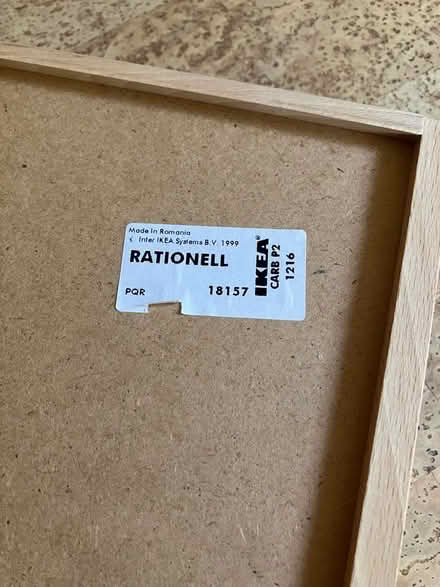 Made in Romania
Inter IKEA Systems B.V. 1999
RATIONELL
PQR 18157
IKEA
CARB P2
1216